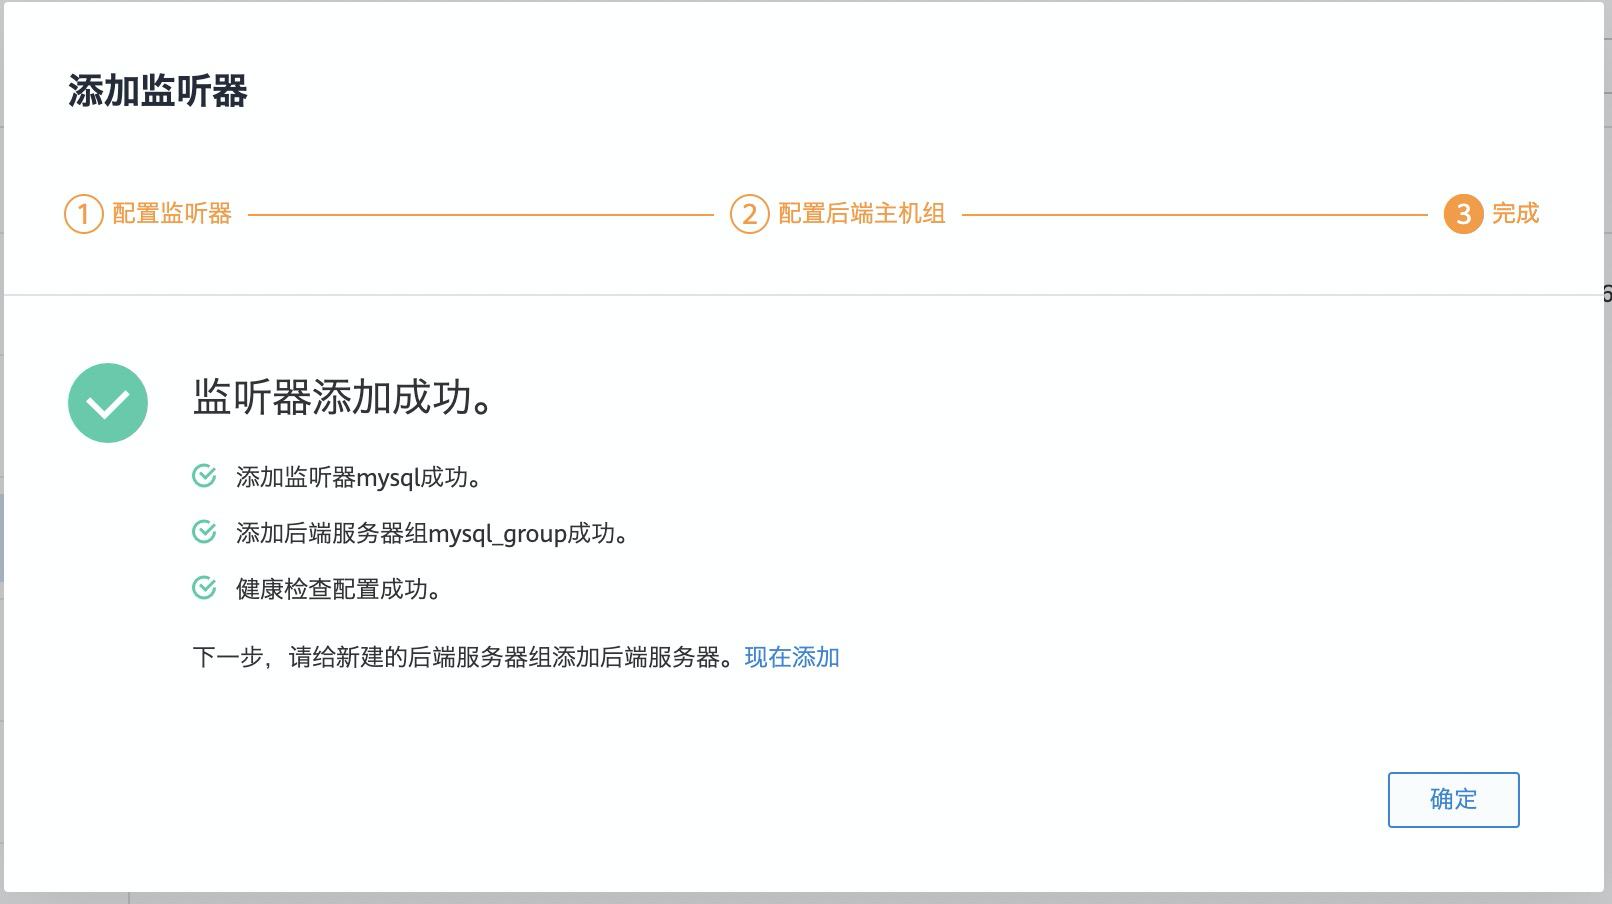 添加监听器
1 配置监听器 2 配置后端主机组 3 完成
6
监听器添加成功。
添加监听器mysql成功。
添加后端服务器组mysql_group成功。
健康检查配置成功。
下一步，请给新建的后端服务器组添加后端服务器。现在添加
确定